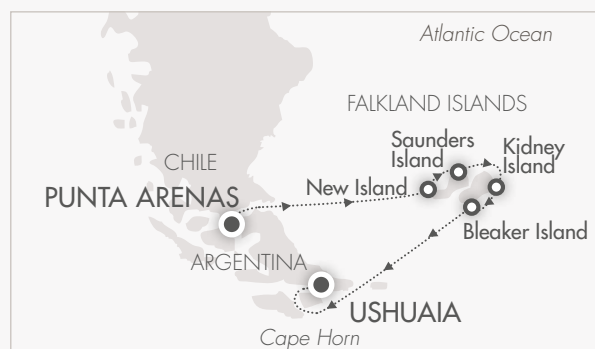 Atlantic Ocean
FALKLAND ISLANDS
Saunders
Island
Kidney
Island
CHILE
New Island
PUNTA ARENAS
Bleaker Island
ARGENTINA
USHUAIA
Cape Horn